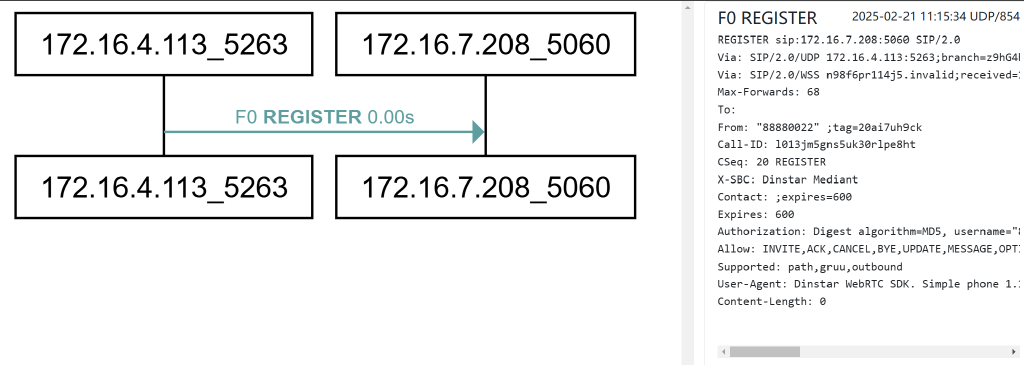 172.16.4.113_5263
172.16.7.208_5060
F0 REGISTER 0.00s
172.16.4.113_5263
172.16.7.208_5060
F0 REGISTER 2025-02-21 11:15:34 UDP/854
REGISTER sip:172.16.7.208:5060 SIP/2.0
Via: SIP/2.0/UDP 172.16.4.113:5263;branch=z9hG4
Via: SIP/2.0/WSS n98f6pr114j5.invalid;received=
Max-Forwards: 68
To:
From: "88880022" ;tag=20ai7uh9ck
Call-ID: l013jm5gns5uk30rlpe8ht
CSeq: 20 REGISTER
X-SBC: Dinstar Mediant
Contact: ;expires=600
Expires: 600
Authorization: Digest algorithm=MD5, username="
Allow: INVITE,ACK,CANCEL,BYE,UPDATE,MESSAGE,OPT
Supported: path,gruu,outbound
User-Agent: Dinstar WebRTC SDK. Simple phone 1.
Content-Length: 0